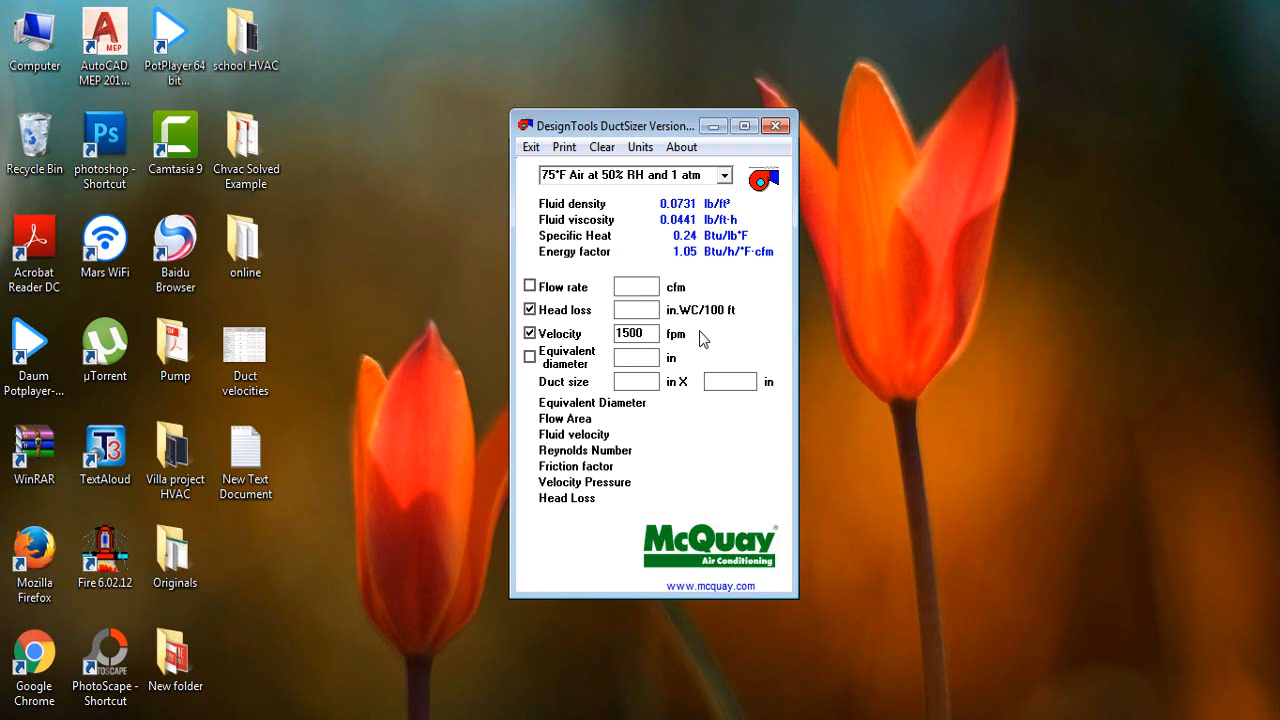 Computer
AutoCAD
MEP 201...
PotPlayer 64
bit
school HVAC
Recycle Bin
photoshop -
Shortcut
Camtasia 9
Chvac Solved
Example
Acrobat
Reader DC
Mars WiFi
Baidu
Browser
online
Daum
Potplayer-...
µTorrent
Pump
Duct
velocities
WinRAR
TextAloud
Villa project
HVAC
New Text
Document
Mozilla
Firefox
Fire 6.02.12
Originals
Google
Chrome
PhotoScape -
Shortcut
New folder
DesignTools DuctSizer Version...
Exit Print Clear Units About
75°F Air at 50% RH and 1 atm
Fluid density 0.0731 lb/ft³
Fluid viscosity 0.0441 lb/ft·h
Specific Heat 0.24 Btu/lb°F
Energy factor 1.05 Btu/h/°F·cfm
Flow rate cfm
Head loss in.WC/100 ft
Velocity 1500 fpm
Equivalent
diameter in
Duct size in X in
Equivalent Diameter
Flow Area
Fluid velocity
Reynolds Number
Friction factor
Velocity Pressure
Head Loss
McQuay®
Air Conditioning
www.mcquay.com